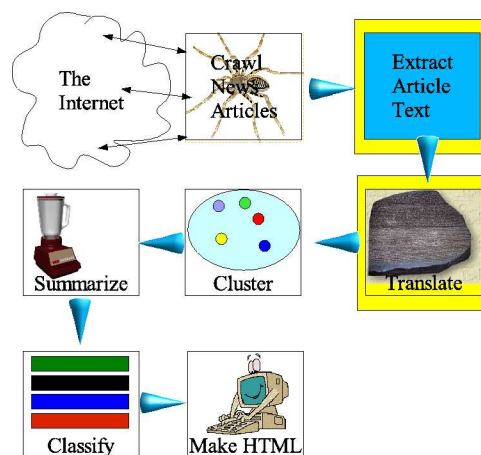 The
Internet
Crawl
News
Articles
Extract
Article
Text
Summarize
Cluster
Translate
Classify
Make HTML